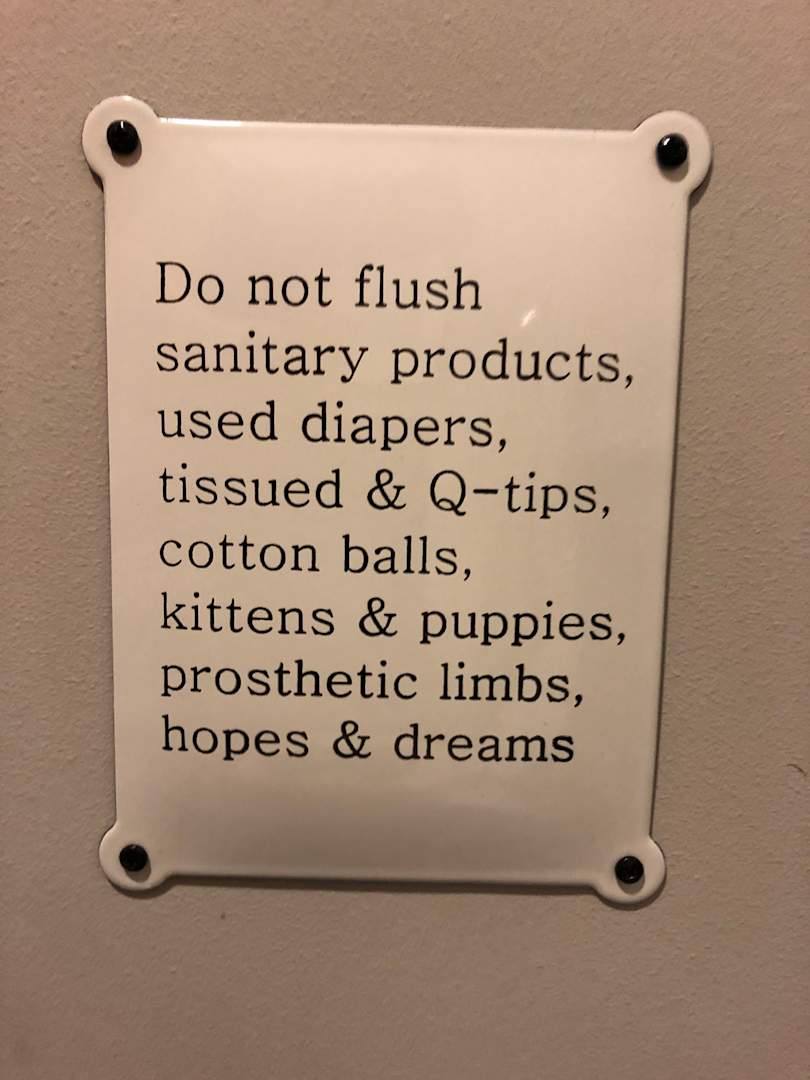 Do not flush
sanitary products,
used diapers,
tissued & Q-tips,
cotton balls,
kittens & puppies,
prosthetic limbs,
hopes & dreams